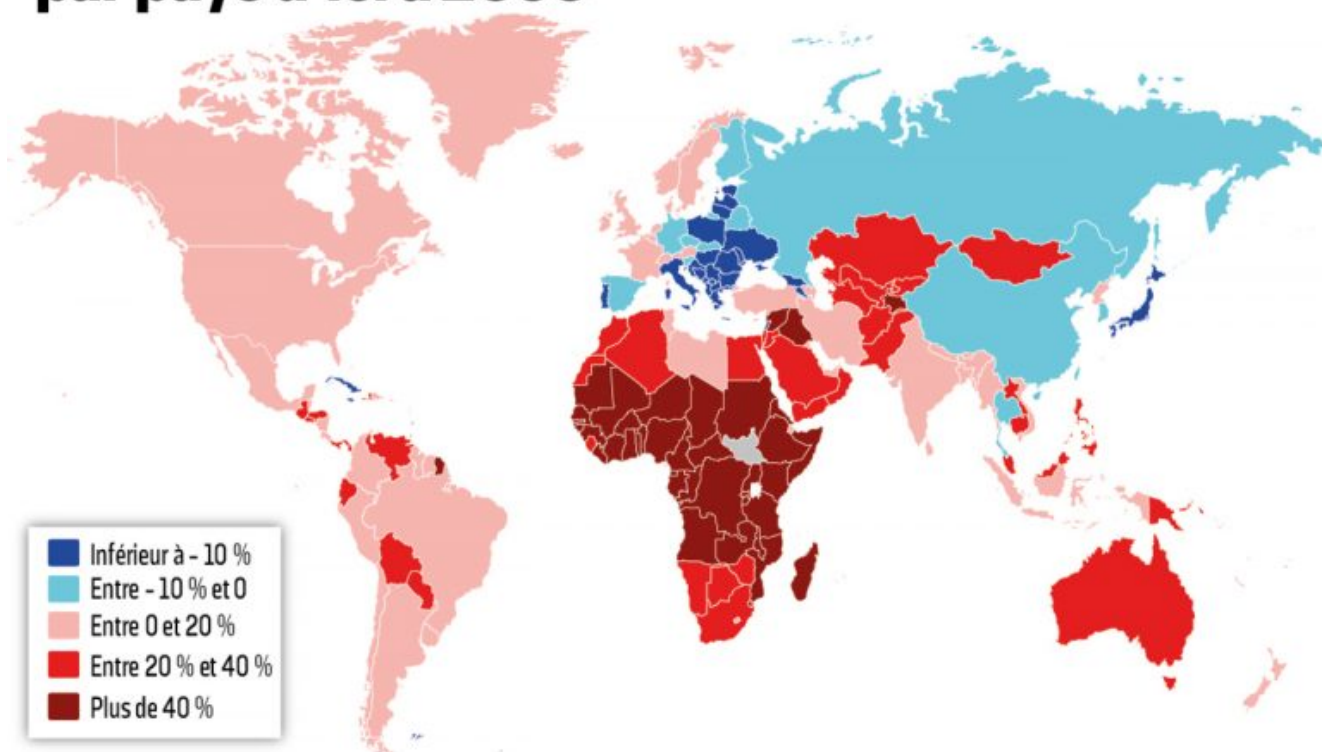 Inférieur à - 10 %
Entre - 10 % et 0
Entre 0 et 20 %
Entre 20 % et 40 %
Plus de 40 %